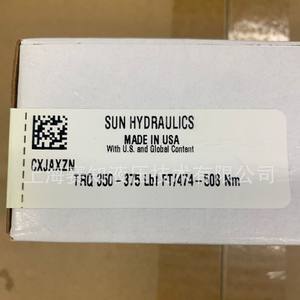 SUN HYDRAULICS
MADE IN USA
With U.S. and Global Content
CXJAXZN
TRQ 350 - 375 Lbf FT/474--508 Nm